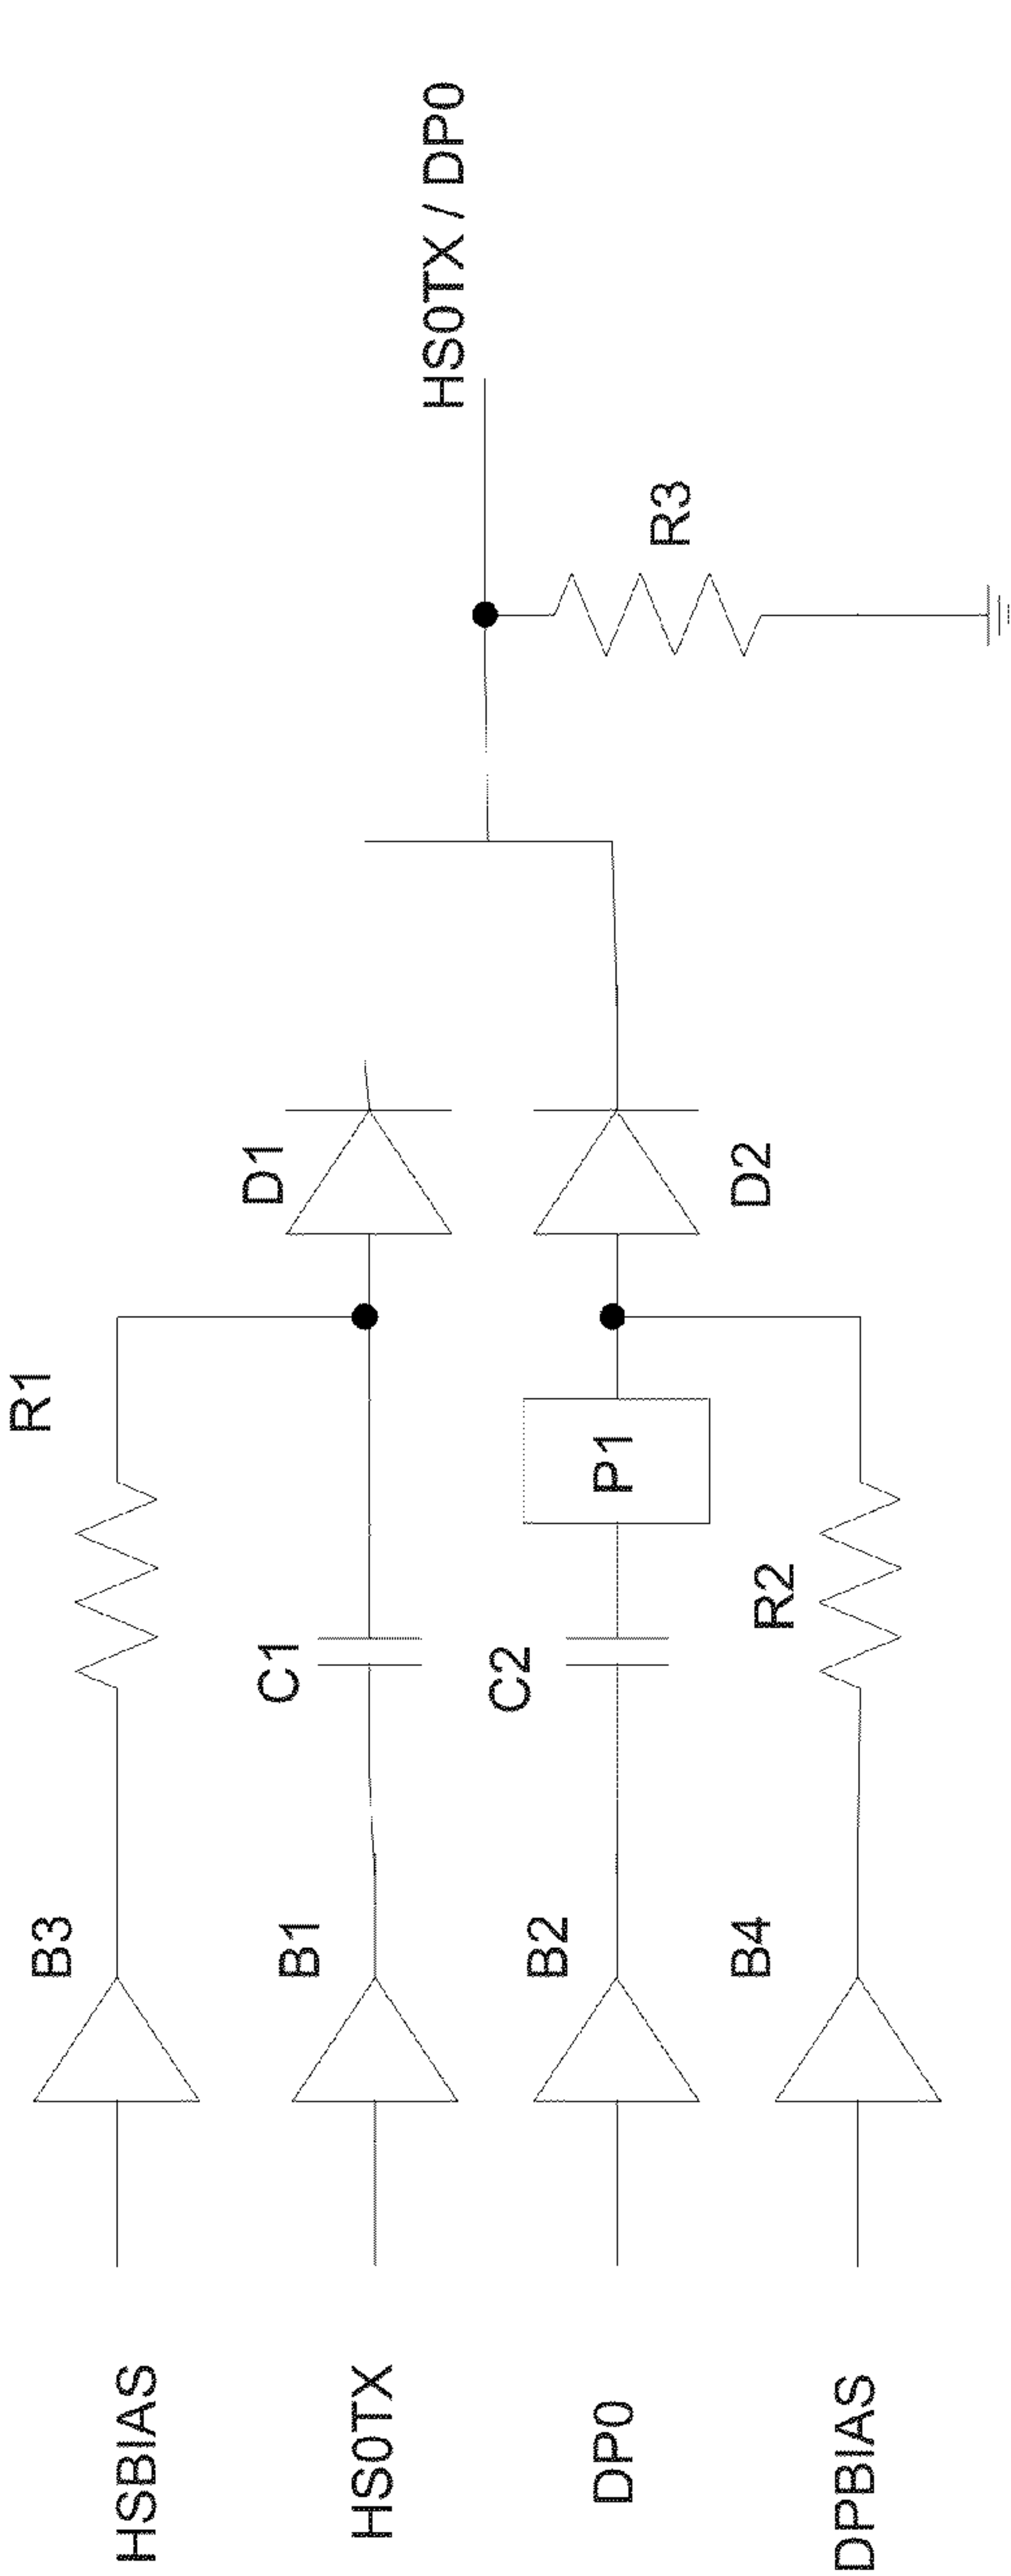 HSBIAS
B3
R1
HS0TX
B1
C1
D1
HS0TX / DP0
DP0
B2
C2
P1
D2
R3
DPBIAS
B4
R2